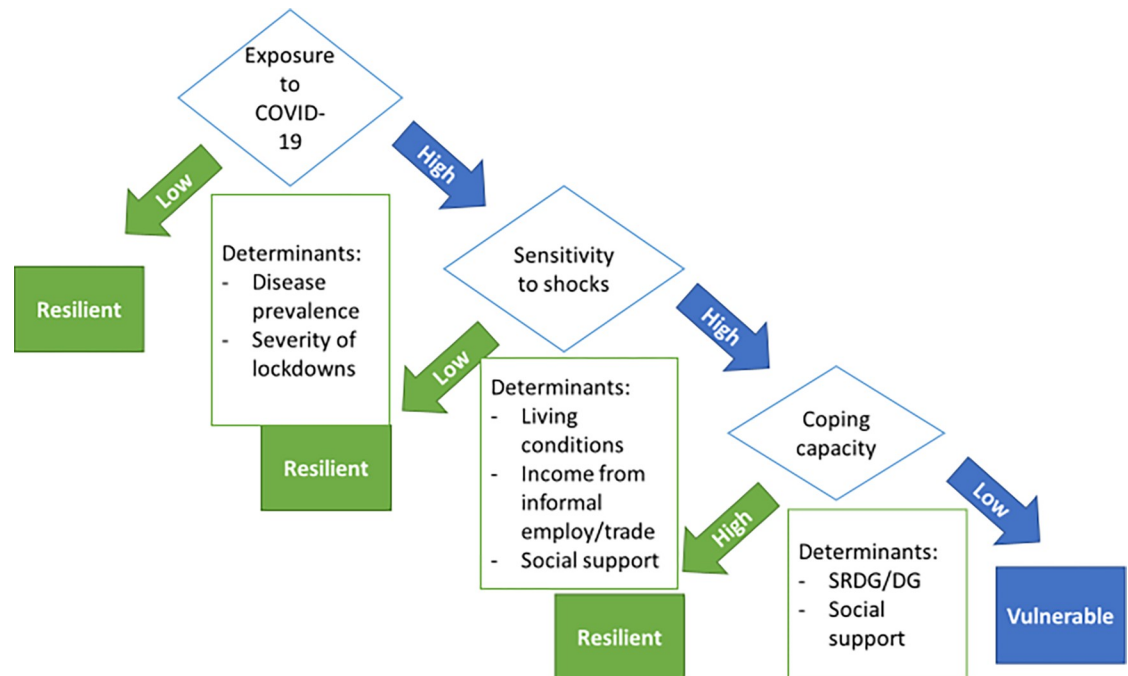 Exposure
to
COVID-
19
Low
High
Resilient
Determinants:
- Disease
prevalence
- Severity of
lockdowns
Sensitivity
to shocks
Low
High
Resilient
Determinants:
- Living
conditions
- Income from
informal
employ/trade
- Social support
Coping
capacity
High
Low
Resilient
Determinants:
- SRDG/DG
- Social
support
Vulnerable